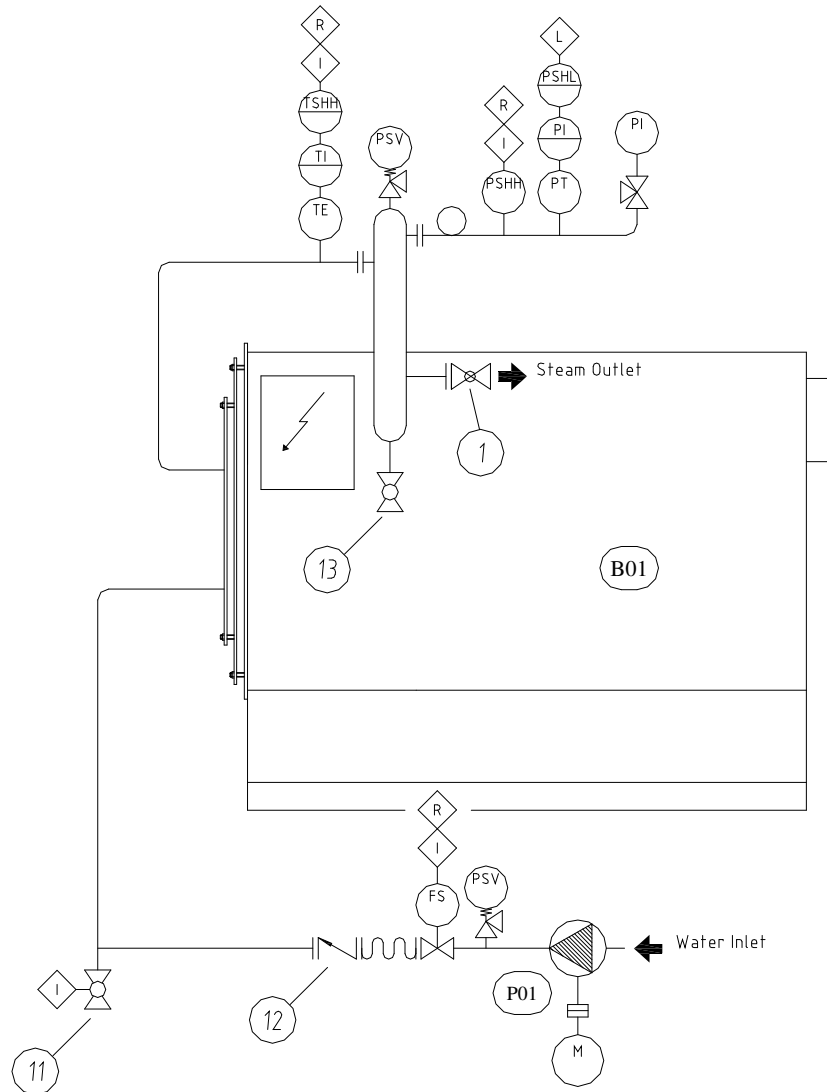 R
I
TSHH
TI
TE
PSV
R
I
PSHH
L
PSHL
PI
PT
PI
Steam Outlet
1
13
B01
R
I
FS
PSV
Water Inlet
P01
M
I
12
11